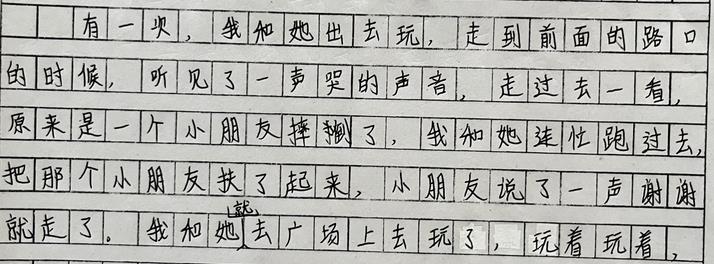 有一次，我和她出去玩，走到前面的路口
的时候，听见了一声哭的声音，走过去一看，
原来是一个小朋友摔倒了，我和她连忙跑过去，
把那个小朋友扶了起来，小朋友说了一声谢谢
就走了。我和她就去广场上去玩了，玩着玩着，